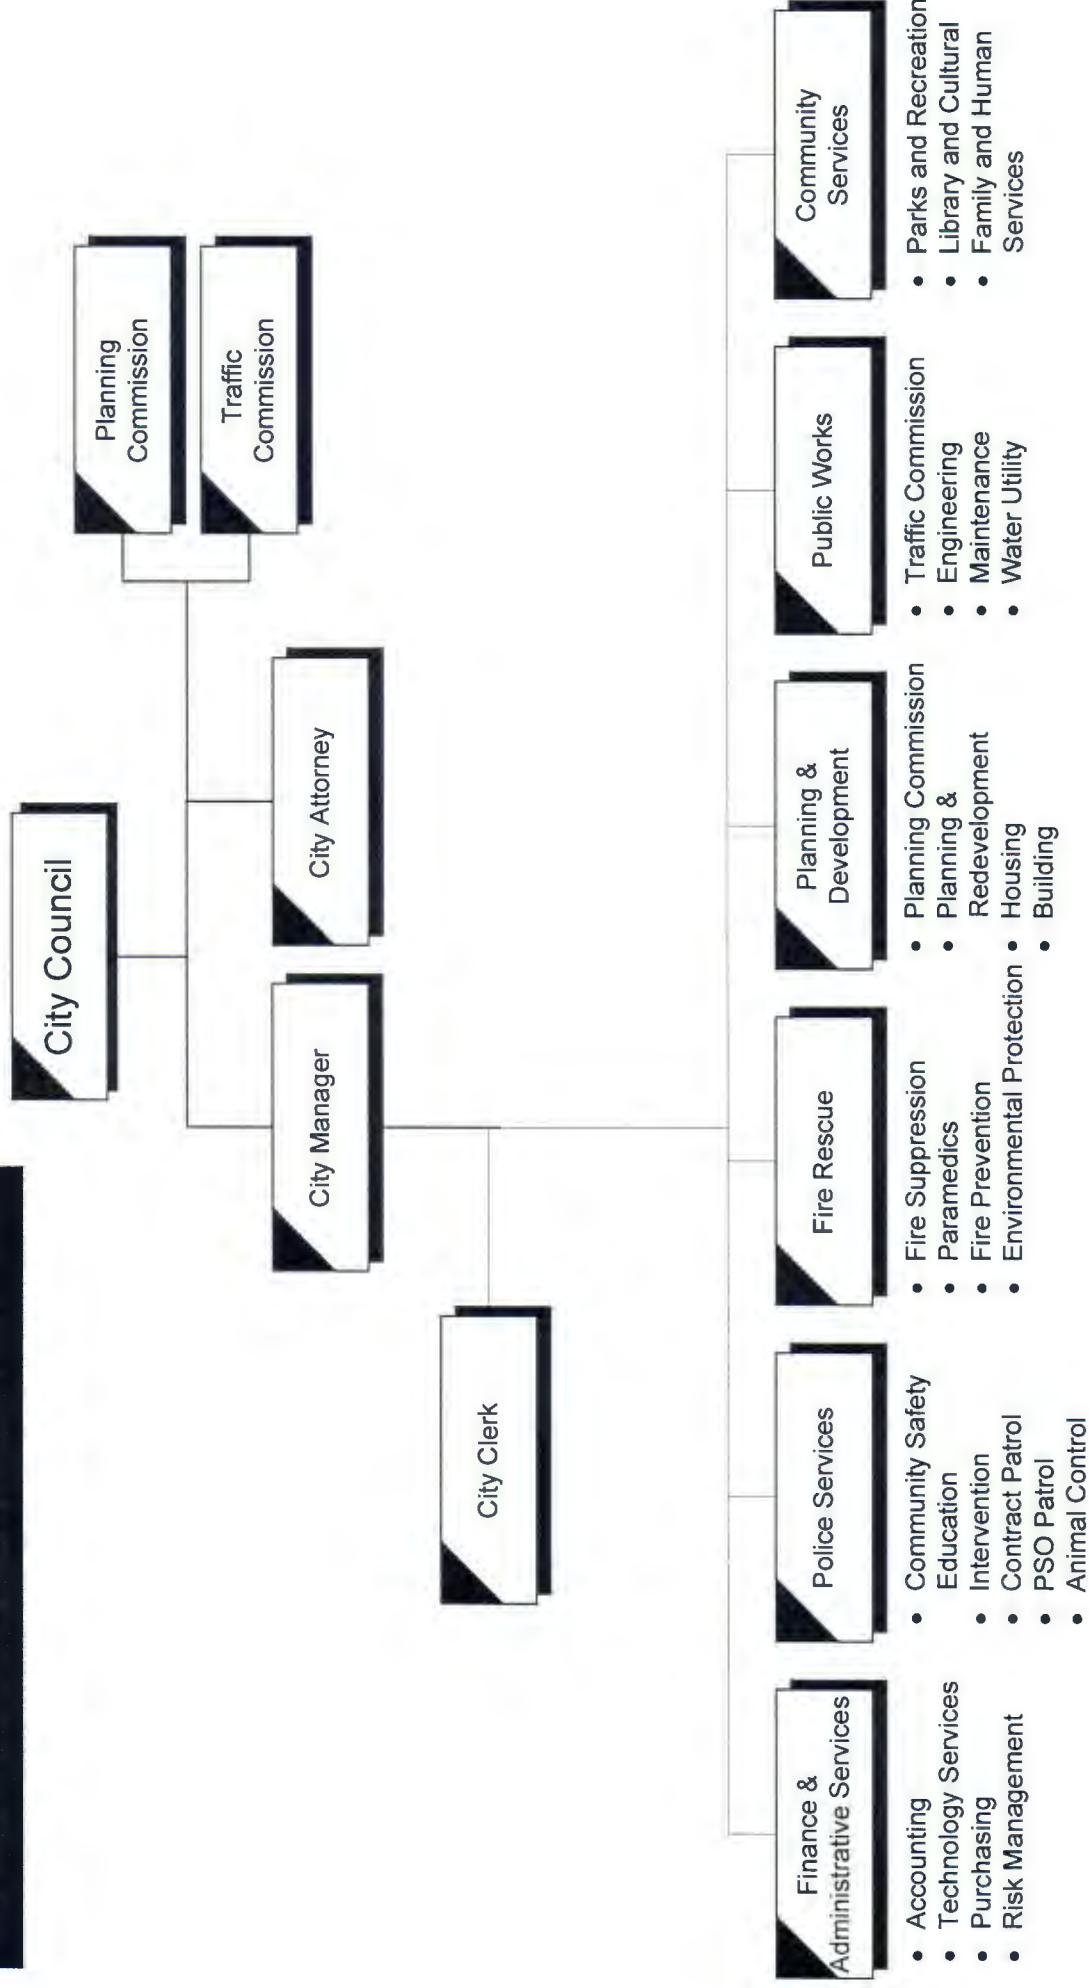 City Council
Planning
Commission
Traffic
Commission
City Manager
City Attorney
City Clerk
Finance &
Administrative Services
• Accounting
• Technology Services
• Purchasing
• Risk Management
Police Services
• Community Safety
Education
• Intervention
• Contract Patrol
• PSO Patrol
• Animal Control
Fire Rescue
• Fire Suppression
• Paramedics
• Fire Prevention
• Environmental Protection
Planning &
Development
• Planning Commission
• Planning &
Redevelopment
• Housing
• Building
Public Works
• Traffic Commission
• Engineering
• Maintenance
• Water Utility
Community
Services
• Parks and Recreation
• Library and Cultural
• Family and Human
Services